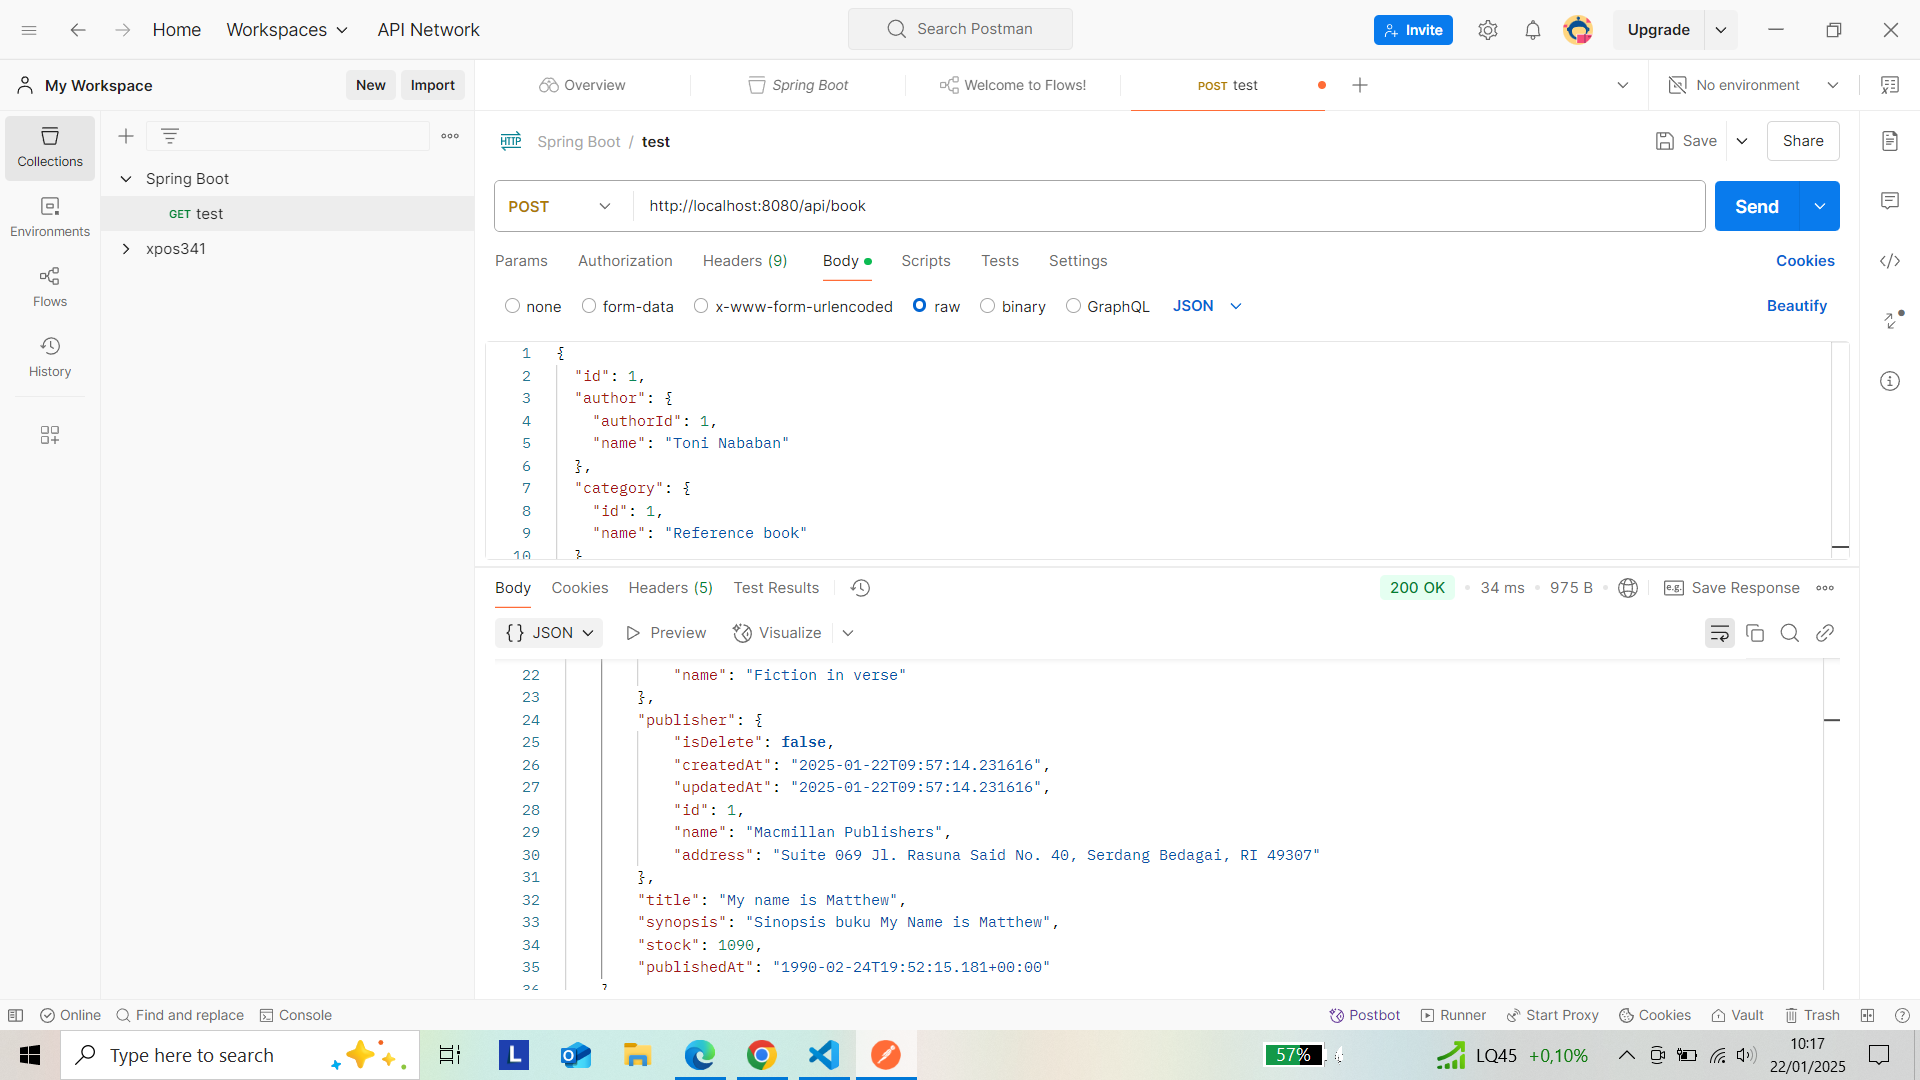 Home
Workspaces
API Network
Search Postman
Invite
Upgrade
My Workspace
New
Import
Overview
Spring Boot
Welcome to Flows!
POST test
No environment
Collections
Environments
Flows
History
Spring Boot
GET test
xpos341
HTTP
Spring Boot / test
Save
Share
POST
http://localhost:8080/api/book
Send
Params
Authorization
Headers (9)
Body
Scripts
Tests
Settings
Cookies
none
form-data
x-www-form-urlencoded
raw
binary
GraphQL
JSON
Beautify
1 {
2 "id": 1,
3 "author": {
4 "authorId": 1,
5 "name": "Toni Nababan"
6 },
7 "category": {
8 "id": 1,
9 "name": "Reference book"
10 }
Body
Cookies
Headers (5)
Test Results
200 OK
34 ms
975 B
e.g.
Save Response
{} JSON
Preview
Visualize
22 "name": "Fiction in verse"
23 },
24 "publisher": {
25 "isDelete": false,
26 "createdAt": "2025-01-22T09:57:14.231616",
27 "updatedAt": "2025-01-22T09:57:14.231616",
28 "id": 1,
29 "name": "Macmillan Publishers",
30 "address": "Suite 069 Jl. Rasuna Said No. 40, Serdang Bedagai, RI 49307"
31 },
32 "title": "My name is Matthew",
33 "synopsis": "Sinopsis buku My Name is Matthew",
34 "stock": 1090,
35 "publishedAt": "1990-02-24T19:52:15.181+00:00"
36 }
Online
Find and replace
Console
Postbot
Runner
Start Proxy
Cookies
Vault
Trash
Type here to search
L
57%
LQ45 +0,10%
10:17
22/01/2025